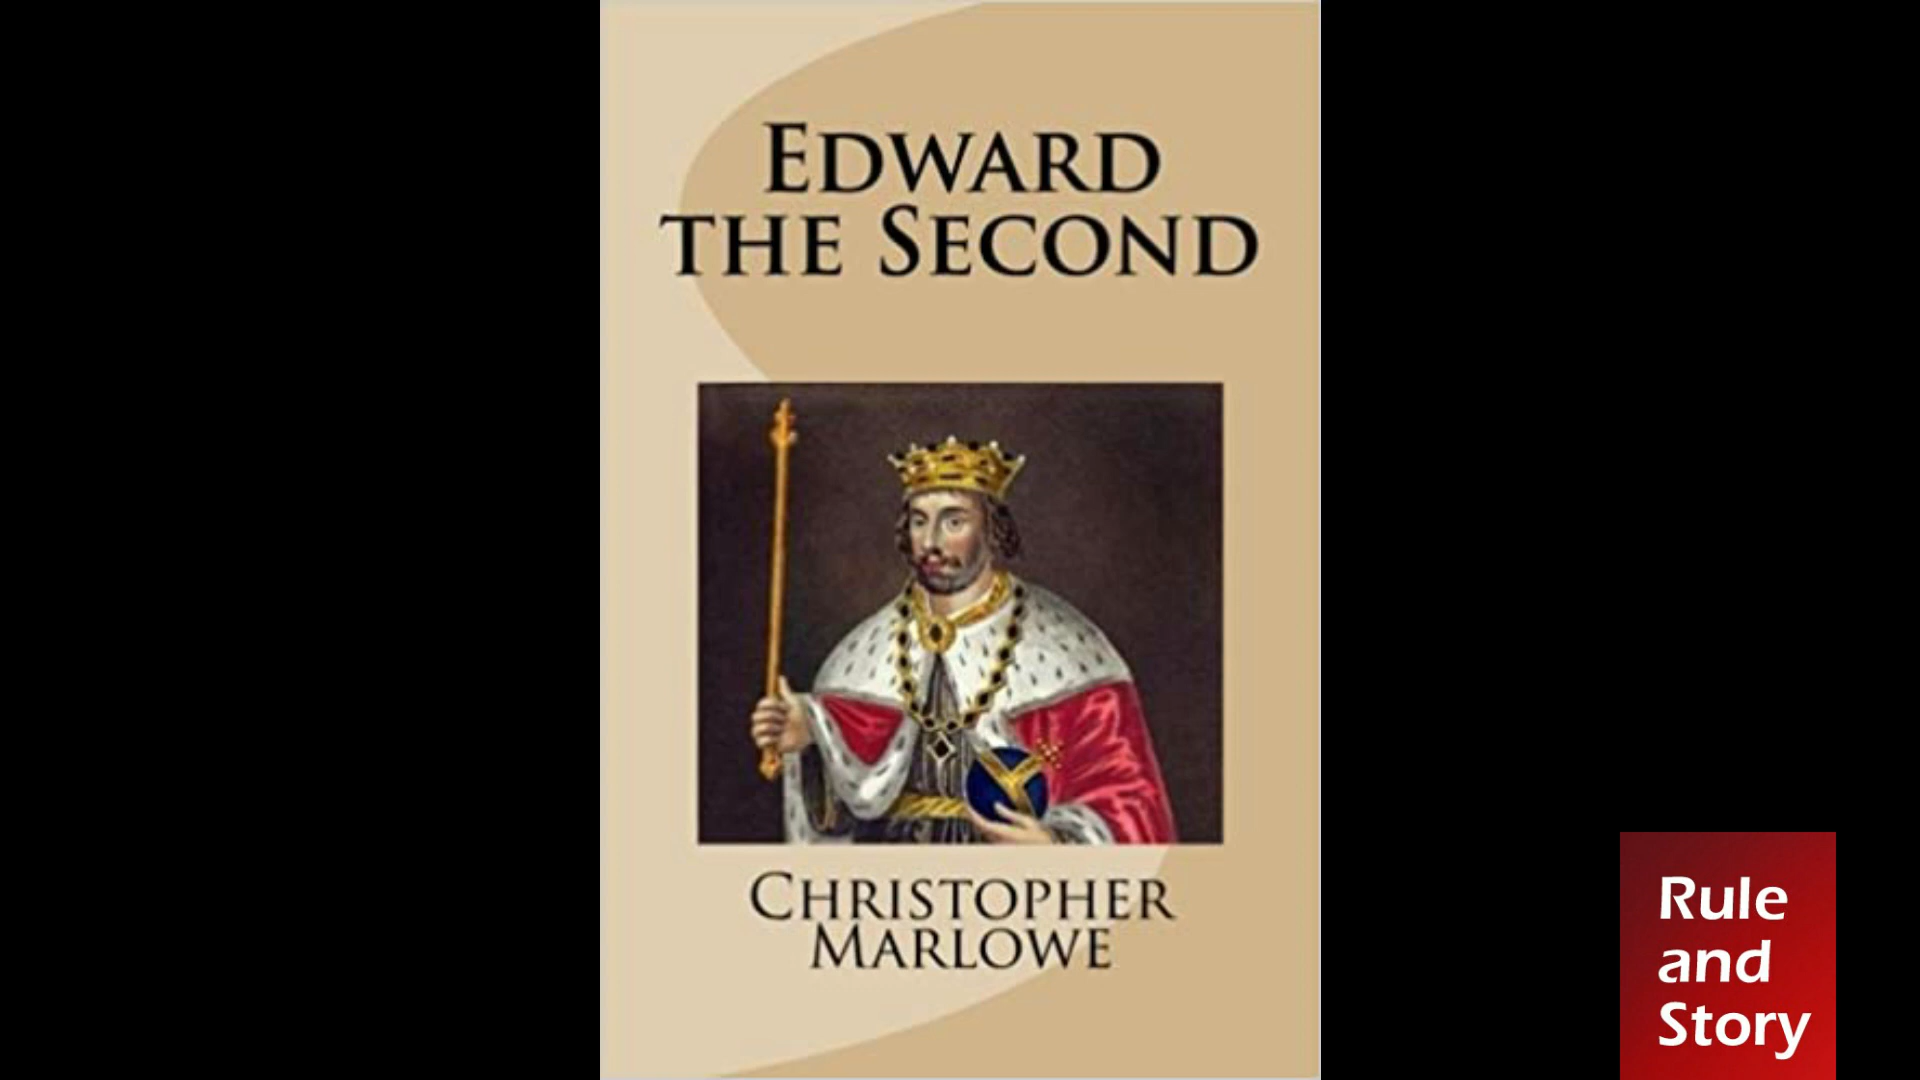 Edward
the Second
Christopher
Marlowe
Rule
and
Story